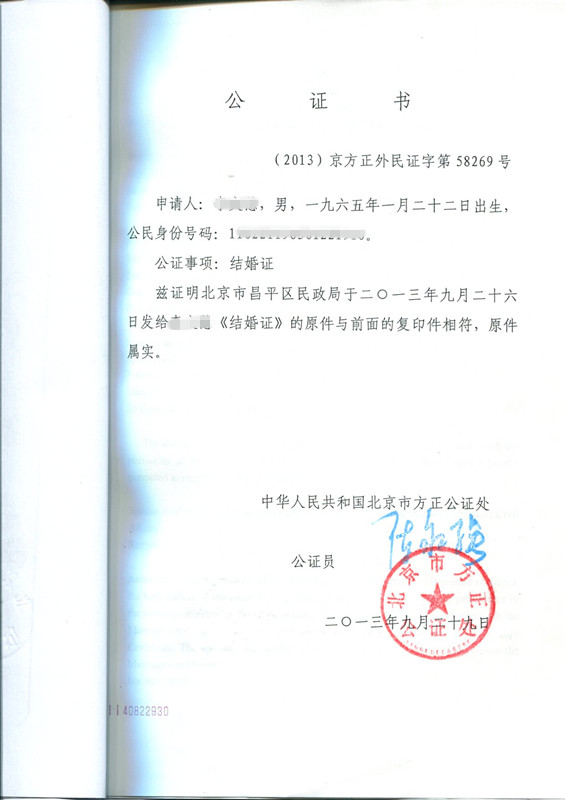 公 证 书
（2013）京方正外民证字第 58269 号
申请人：，男，一九六五年一月二十二日出生，
公民身份号码：1。
公证事项：结婚证
兹证明北京市昌平区民政局于二〇一三年九月二十六
日发给《结婚证》的原件与前面的复印件相符，原件
属实。
中华人民共和国北京市方正公证处
公证员
北京市方正
公证处
二〇一三年九月二十九日
40822930